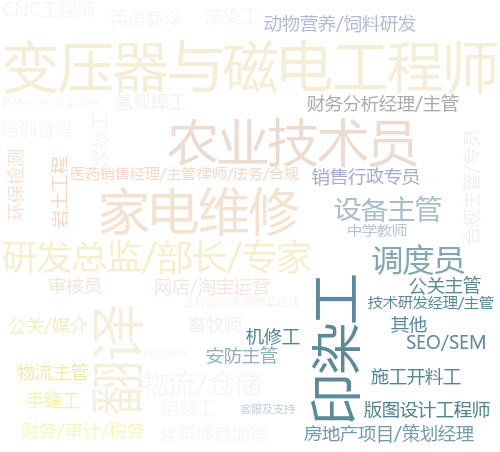 CNC工程师
英语翻译
漂染工
动物营养/饲料研发
变压器与磁电工程师
氩弧焊工
财务分析经理/主管
培训督导
浆纱工
农业技术员
合规主管/专员
环保检测
岩土工程
医药销售经理/主管
律师/法务/合规
销售行政专员
家电维修
设备主管
中学教师
研发总监/部长/专家
调度员
审核员
网店/淘宝运营
公关主管
技术研发经理/主管
翻译
印染工
公关/媒介
畜牧师
其他
机修工
SEO/SEM
安防主管
物流主管
物流/仓储
施工开料工
手缝工
组装工
客服及支持
版图设计工程师
财务/审计/税务
建筑项目助理
房地产项目/策划经理